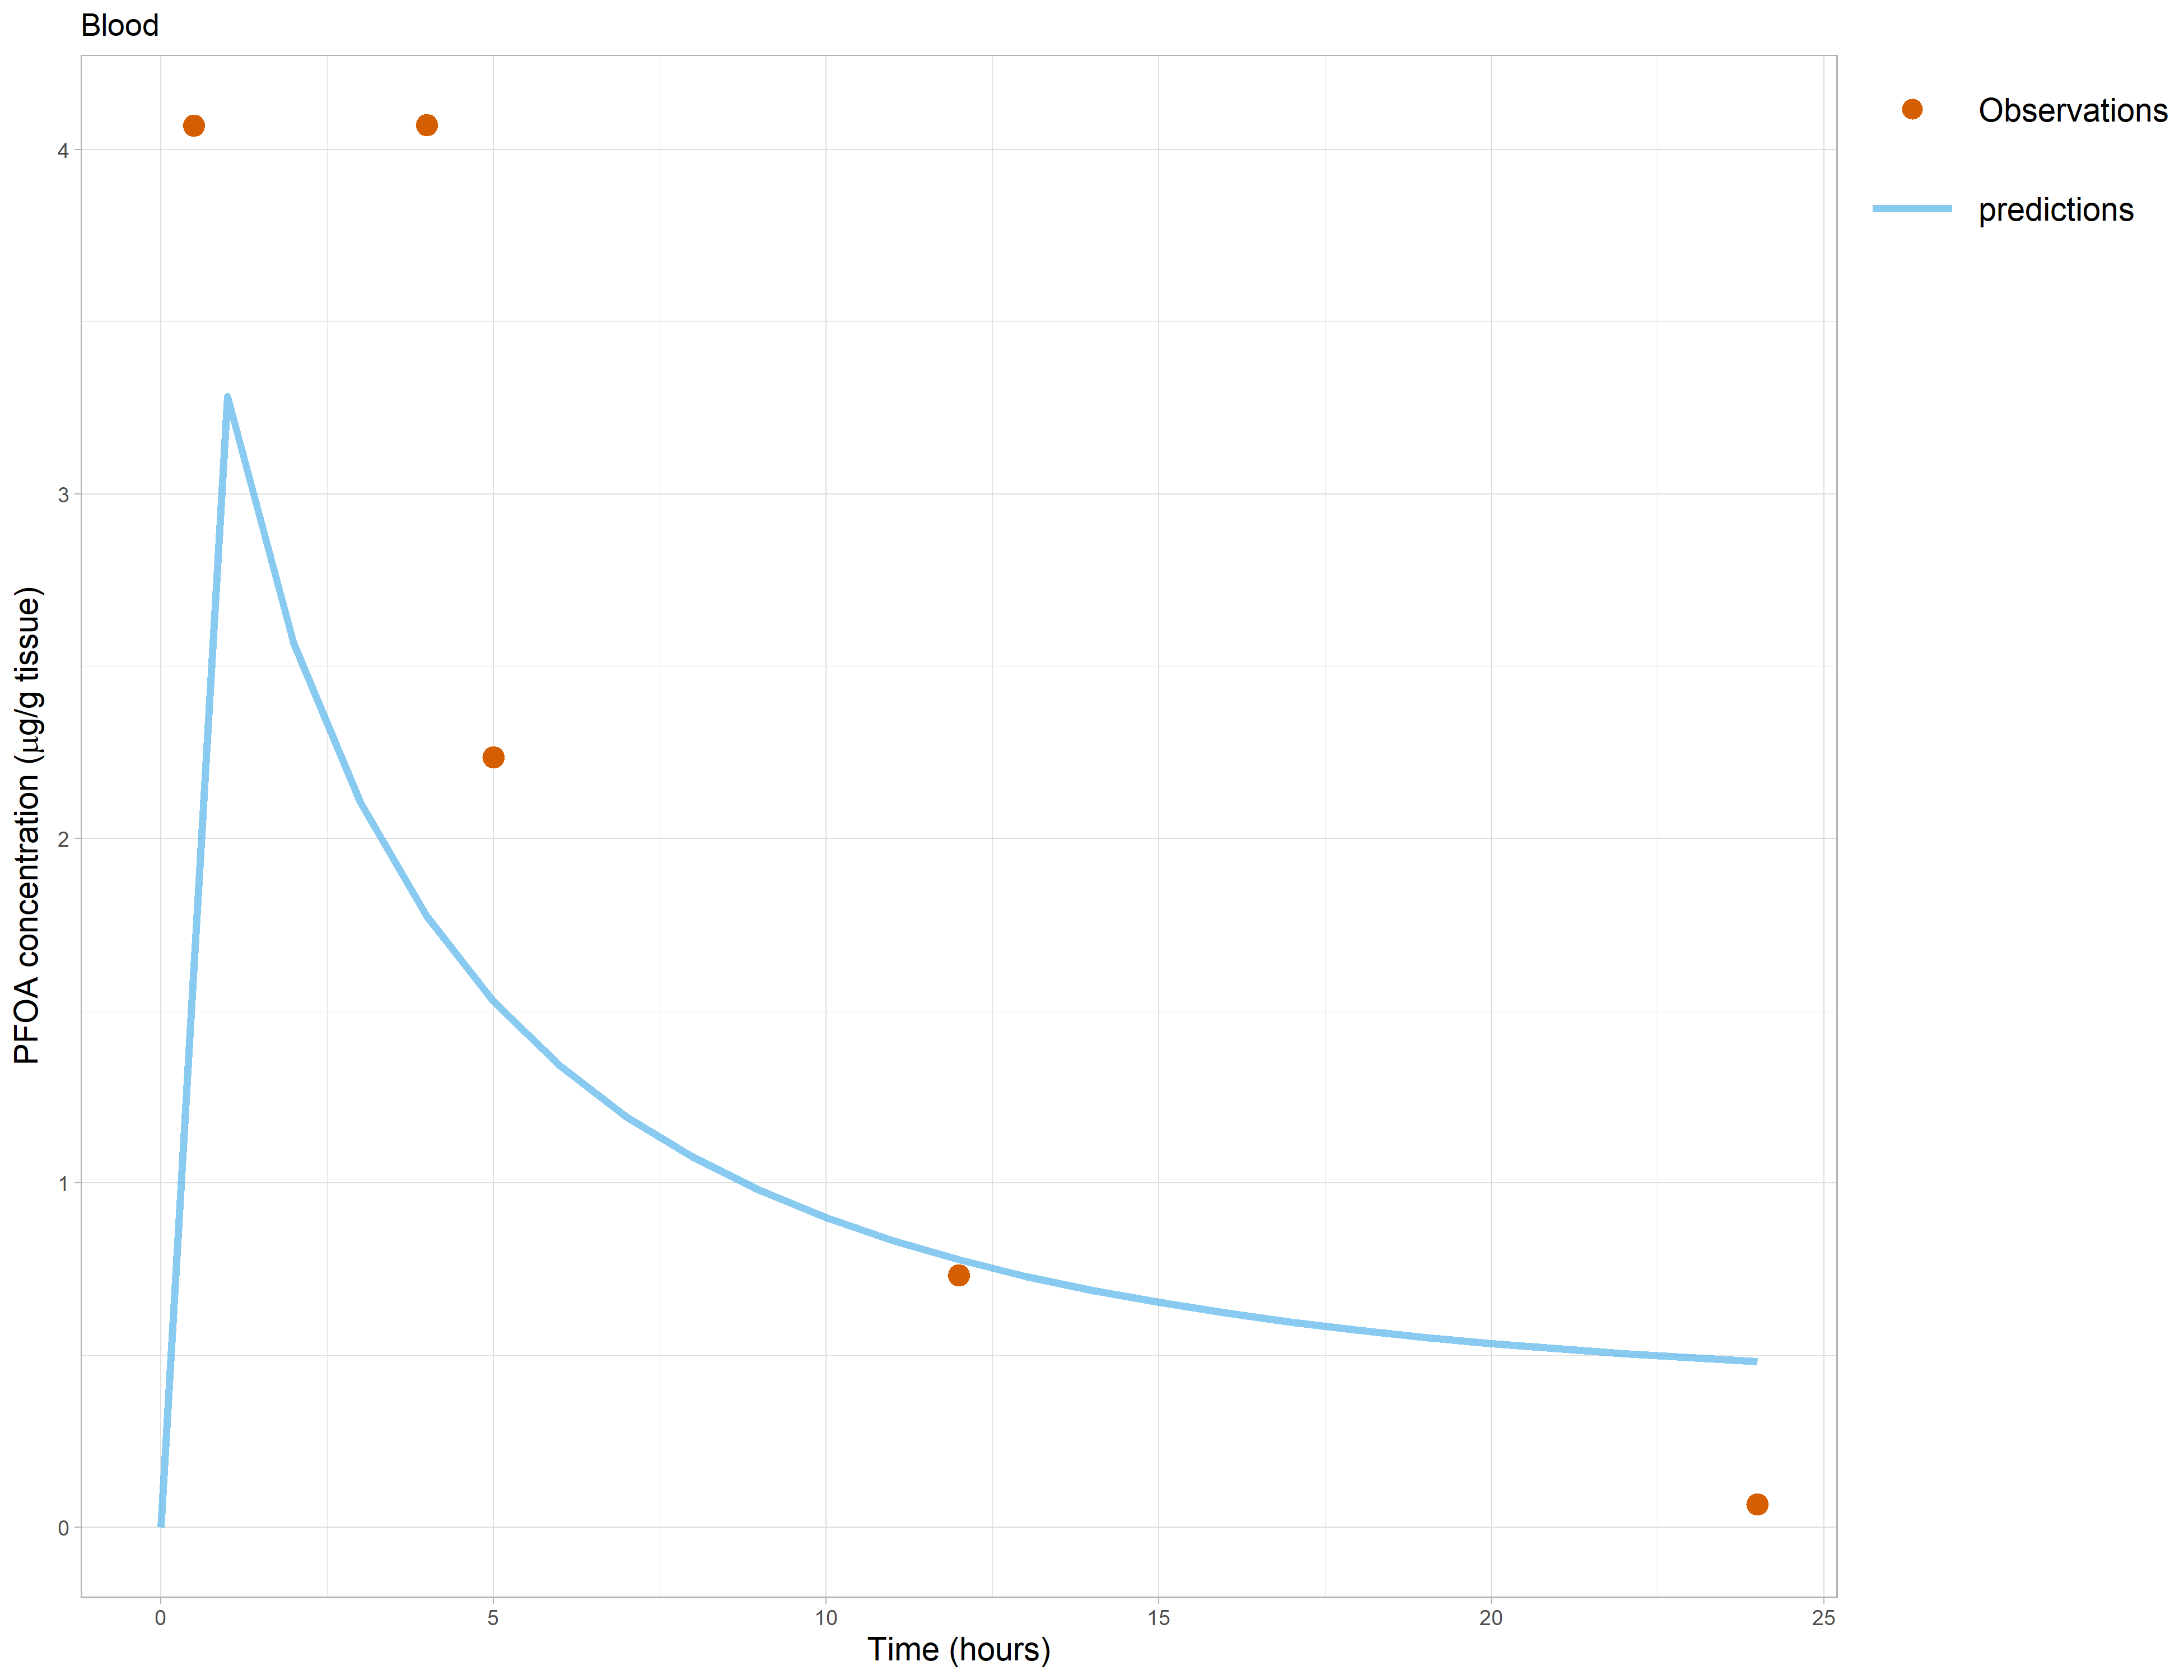 Blood
Observations
predictions
4
3
2
1
0
PFOA concentration (μg/g tissue)
0 5 10 15 20 25
Time (hours)